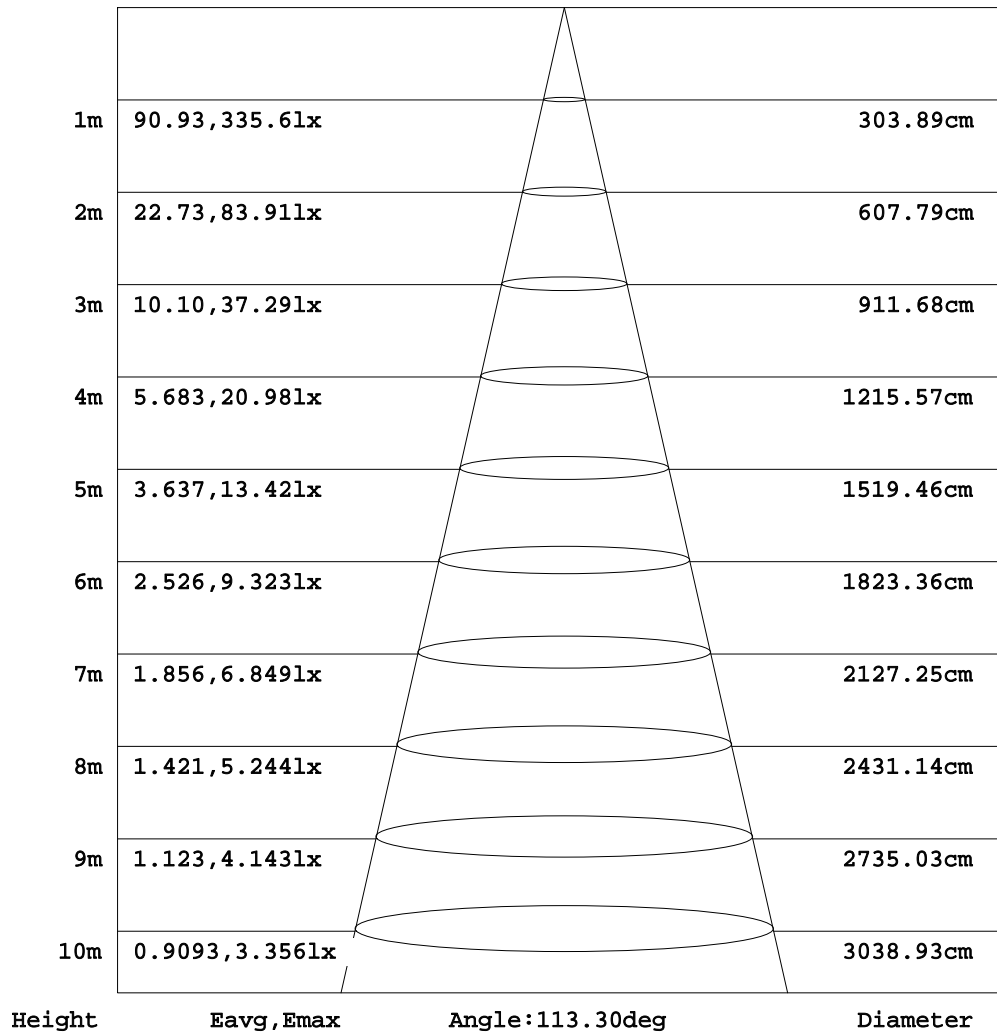 1m 90.93,335.6lx 303.89cm
2m 22.73,83.91lx 607.79cm
3m 10.10,37.29lx 911.68cm
4m 5.683,20.98lx 1215.57cm
5m 3.637,13.42lx 1519.46cm
6m 2.526,9.323lx 1823.36cm
7m 1.856,6.849lx 2127.25cm
8m 1.421,5.244lx 2431.14cm
9m 1.123,4.143lx 2735.03cm
10m 0.9093,3.356lx 3038.93cm
Height Eavg,Emax Angle:113.30deg Diameter